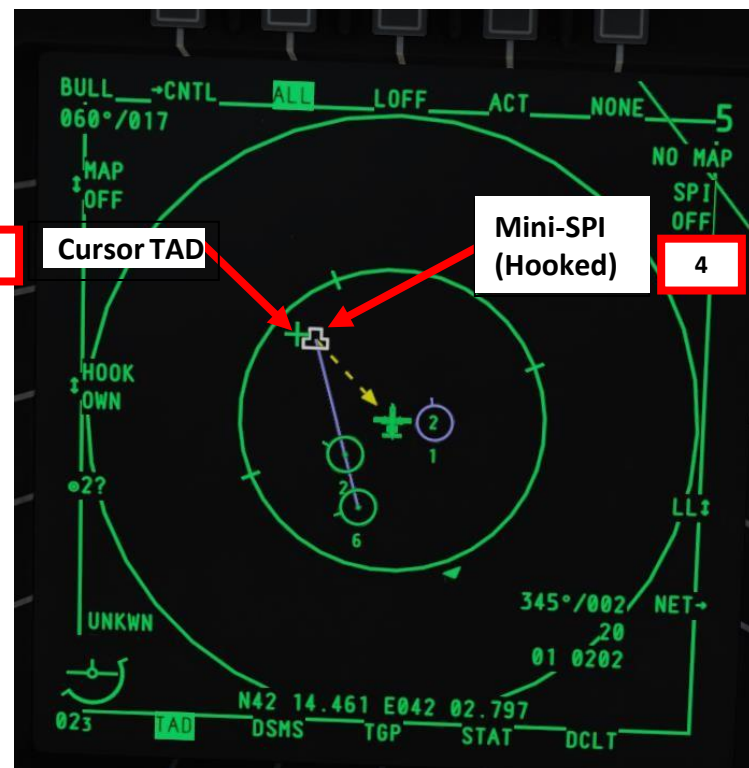 BULL →CNTL ALL LOFF ACT NONE 5
060°/017
NO MAP
↕MAP
OFF
SPI
OFF
Cursor TAD
Mini-SPI
(Hooked)
4
↕HOOK
OWN
2
1
2
6
⊙2?
LL↕
345°/002 NET→
UNKWN
20
01 0202
N42 14.461 E042 02.797
023 TAD DSMS TGP STAT DCLT